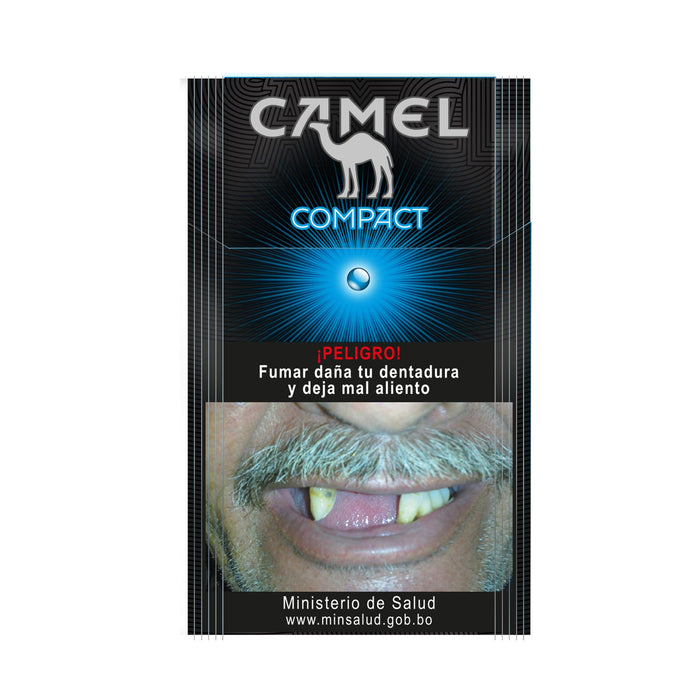 CAMEL
COMPACT
¡PELIGRO!
Fumar daña tu dentadura
y deja mal aliento
Ministerio de Salud
www.minsalud.gob.bo